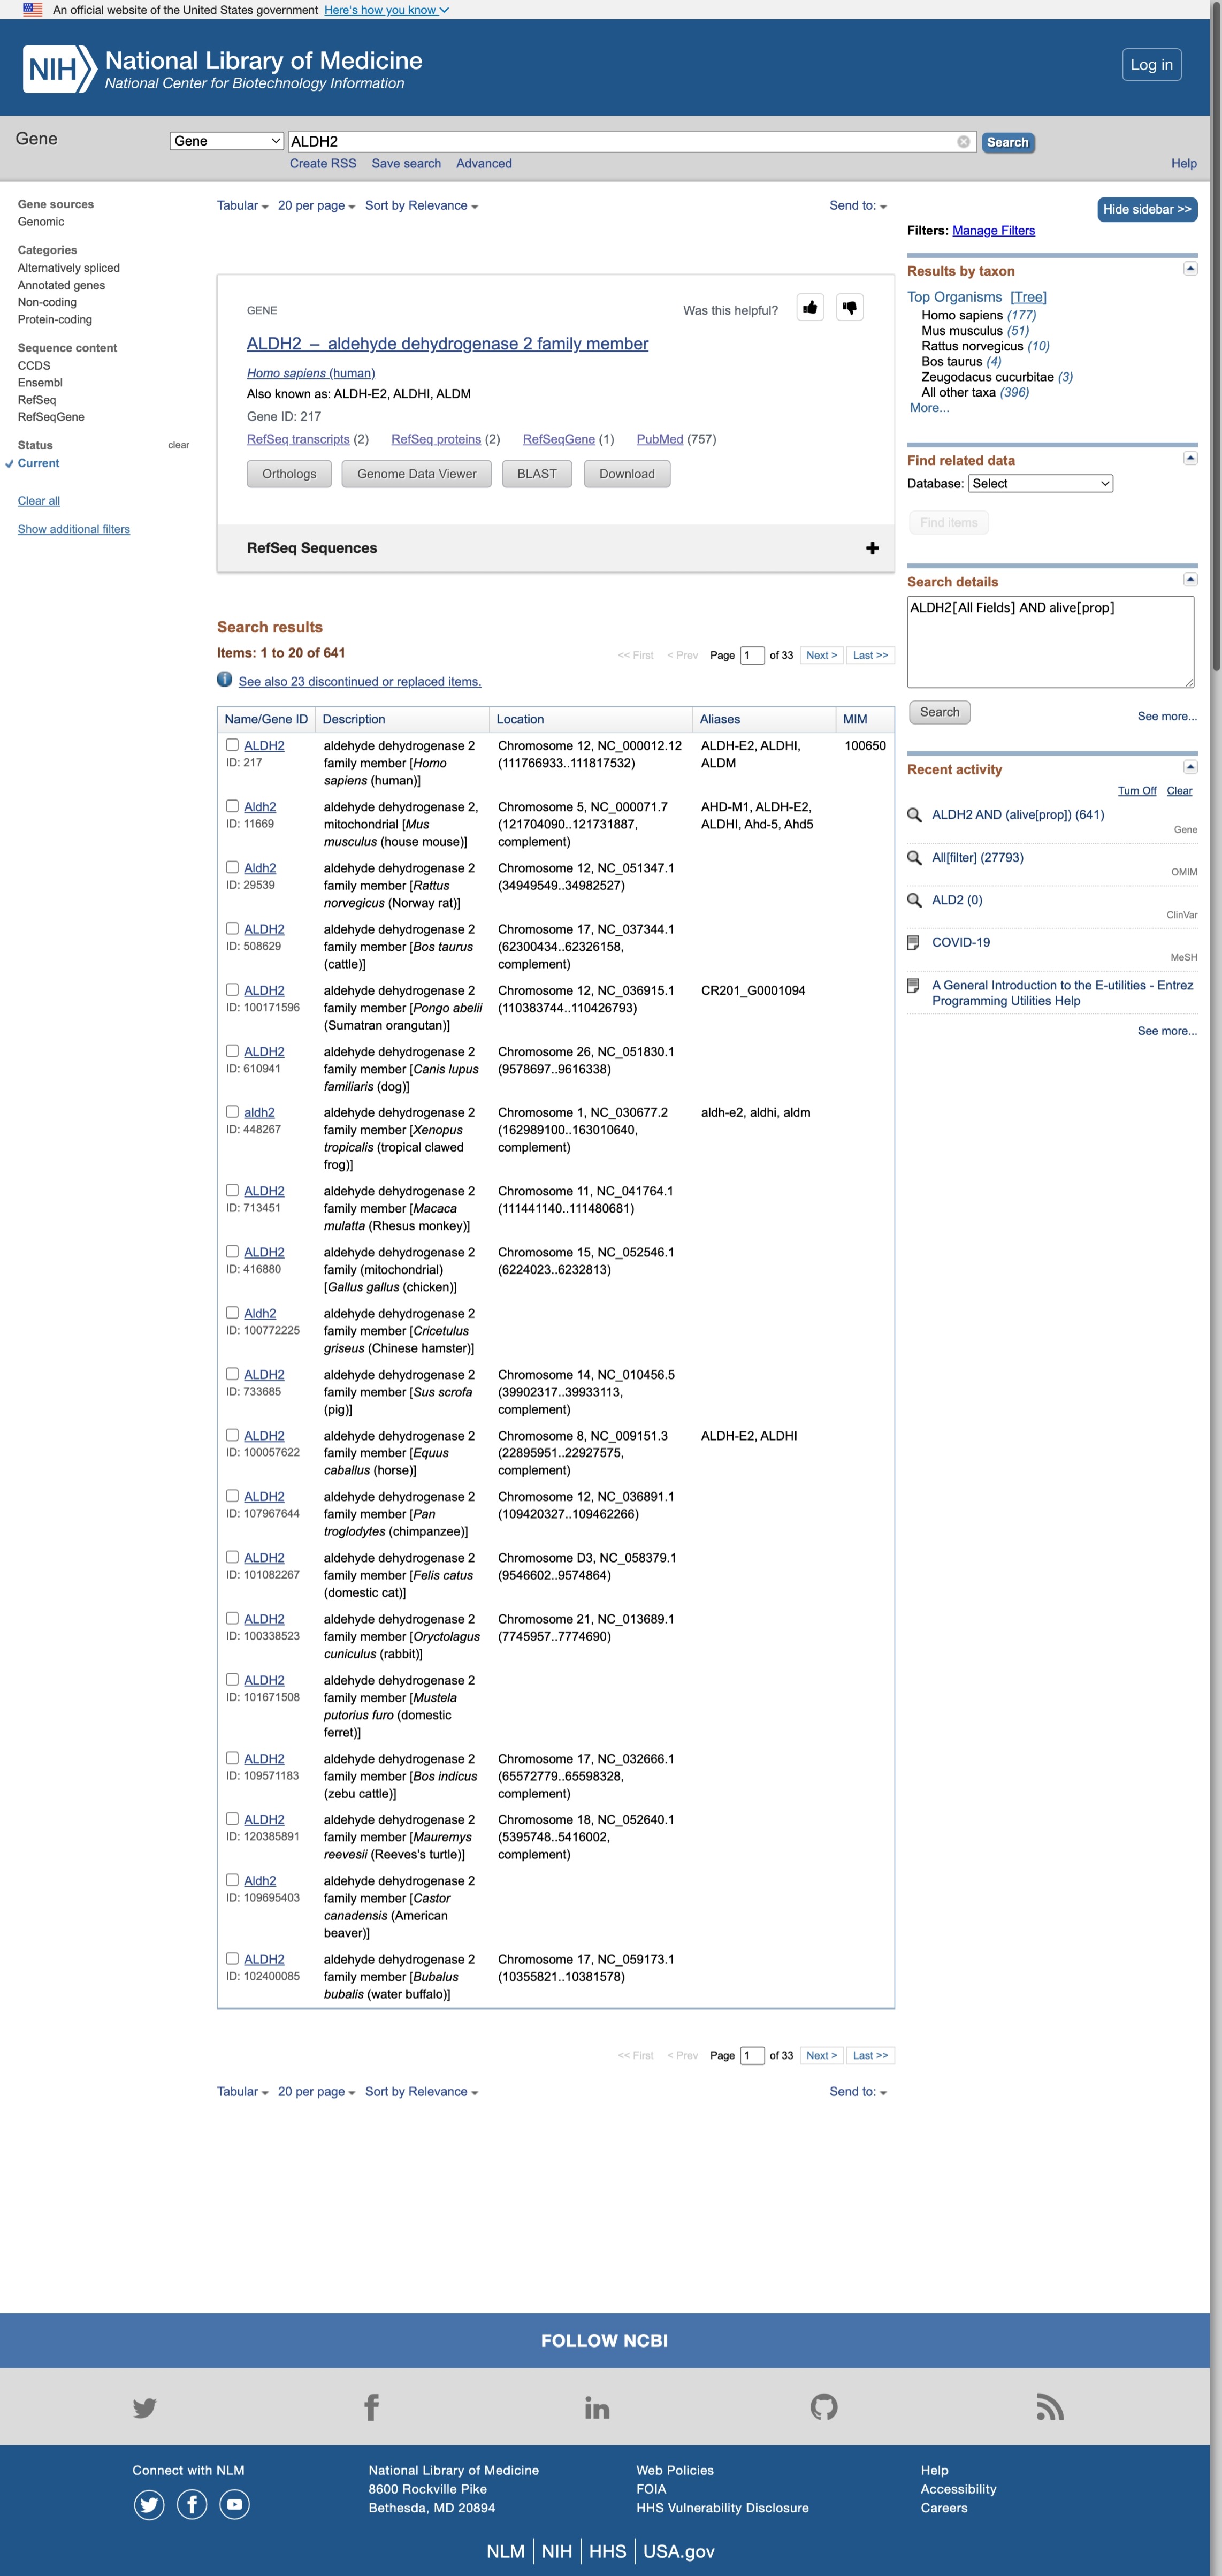 An official website of the United States government Here's how you know
NIH National Library of Medicine
National Center for Biotechnology Information
Log in
Gene
Gene ALDH2 Search
Create RSS Save search Advanced
Help
Gene sources
Genomic
Categories
Alternatively spliced
Annotated genes
Non-coding
Protein-coding
Sequence content
CCDS
Ensembl
RefSeq
RefSeqGene
Status clear
Current
Clear all
Show additional filters
Tabular 20 per page Sort by Relevance Send to:
GENE Was this helpful?
ALDH2 – aldehyde dehydrogenase 2 family member
Homo sapiens (human)
Also known as: ALDH-E2, ALDHI, ALDM
Gene ID: 217
RefSeq transcripts (2) RefSeq proteins (2) RefSeqGene (1) PubMed (757)
Orthologs Genome Data Viewer BLAST Download
RefSeq Sequences +
Search results
Items: 1 to 20 of 641
<< First < Prev Page 1 of 33 Next > Last >>
See also 23 discontinued or replaced items.
Name/Gene ID Description Location Aliases MIM
ALDH2 aldehyde dehydrogenase 2 Chromosome 12, NC_000012.12 ALDH-E2, ALDHI, 100650
ID: 217 family member [Homo (111766933..111817532) ALDM
sapiens (human)]
Aldh2 aldehyde dehydrogenase 2, Chromosome 5, NC_000071.7 AHD-M1, ALDH-E2,
ID: 11669 mitochondrial [Mus (121704090..121731887, ALDHI, Ahd-5, Ahd5
musculus (house mouse)] complement)
Aldh2 aldehyde dehydrogenase 2 Chromosome 12, NC_051347.1
ID: 29539 family member [Rattus (34949549..34982527)
norvegicus (Norway rat)]
ALDH2 aldehyde dehydrogenase 2 Chromosome 17, NC_037344.1
ID: 508629 family member [Bos taurus (62300434..62326158,
(cattle)] complement)
ALDH2 aldehyde dehydrogenase 2 Chromosome 12, NC_036915.1 CR201_G0001094
ID: 100171596 family member [Pongo abelii (110383744..110426793)
(Sumatran orangutan)]
ALDH2 aldehyde dehydrogenase 2 Chromosome 26, NC_051830.1
ID: 610941 family member [Canis lupus (9578697..9616338)
familiaris (dog)]
aldh2 aldehyde dehydrogenase 2 Chromosome 1, NC_030677.2 aldh-e2, aldhi, aldm
ID: 448267 family member [Xenopus (162989100..163010640,
tropicalis (tropical clawed complement)
frog)]
ALDH2 aldehyde dehydrogenase 2 Chromosome 11, NC_041764.1
ID: 713451 family member [Macaca (111441140..111480681)
mulatta (Rhesus monkey)]
ALDH2 aldehyde dehydrogenase 2 Chromosome 15, NC_052546.1
ID: 416880 family (mitochondrial) (6224023..6232813)
[Gallus gallus (chicken)]
Aldh2 aldehyde dehydrogenase 2
ID: 100772225 family member [Cricetulus
griseus (Chinese hamster)]
ALDH2 aldehyde dehydrogenase 2 Chromosome 14, NC_010456.5
ID: 733685 family member [Sus scrofa (39902317..39933113,
(pig)] complement)
ALDH2 aldehyde dehydrogenase 2 Chromosome 8, NC_009151.3 ALDH-E2, ALDHI
ID: 100057622 family member [Equus (22895951..22927575,
caballus (horse)] complement)
ALDH2 aldehyde dehydrogenase 2 Chromosome 12, NC_036891.1
ID: 107967644 family member [Pan (109420327..109462266)
troglodytes (chimpanzee)]
ALDH2 aldehyde dehydrogenase 2 Chromosome D3, NC_058379.1
ID: 101082267 family member [Felis catus (9546602..9574864)
(domestic cat)]
ALDH2 aldehyde dehydrogenase 2 Chromosome 21, NC_013689.1
ID: 100338523 family member [Oryctolagus (7745957..7774690)
cuniculus (rabbit)]
ALDH2 aldehyde dehydrogenase 2
ID: 101671508 family member [Mustela
putorius furo (domestic
ferret)]
ALDH2 aldehyde dehydrogenase 2 Chromosome 17, NC_032666.1
ID: 109571183 family member [Bos indicus (65572779..65598328,
(zebu cattle)] complement)
ALDH2 aldehyde dehydrogenase 2 Chromosome 18, NC_052640.1
ID: 120385891 family member [Mauremys (5395748..5416002,
reevesii (Reeves's turtle)] complement)
Aldh2 aldehyde dehydrogenase 2
ID: 109695403 family member [Castor
canadensis (American
beaver)]
ALDH2 aldehyde dehydrogenase 2 Chromosome 17, NC_059173.1
ID: 102400085 family member [Bubalus (10355821..10381578)
bubalis (water buffalo)]
<< First < Prev Page 1 of 33 Next > Last >>
Tabular 20 per page Sort by Relevance Send to:
Hide sidebar >>
Filters: Manage Filters
Results by taxon
Top Organisms [Tree]
Homo sapiens (177)
Mus musculus (51)
Rattus norvegicus (10)
Bos taurus (4)
Zeugodacus cucurbitae (3)
All other taxa (396)
More...
Find related data
Database: Select
Find items
Search details
ALDH2[All Fields] AND alive[prop]
Search See more...
Recent activity
Turn Off Clear
ALDH2 AND (alive[prop]) (641)
Gene
All[filter] (27793)
OMIM
ALD2 (0)
ClinVar
COVID-19
MeSH
A General Introduction to the E-utilities - Entrez
Programming Utilities Help
See more...
FOLLOW NCBI
Connect with NLM
National Library of Medicine
8600 Rockville Pike
Bethesda, MD 20894
Web Policies
FOIA
HHS Vulnerability Disclosure
Help
Accessibility
Careers
NLM NIH HHS USA.gov